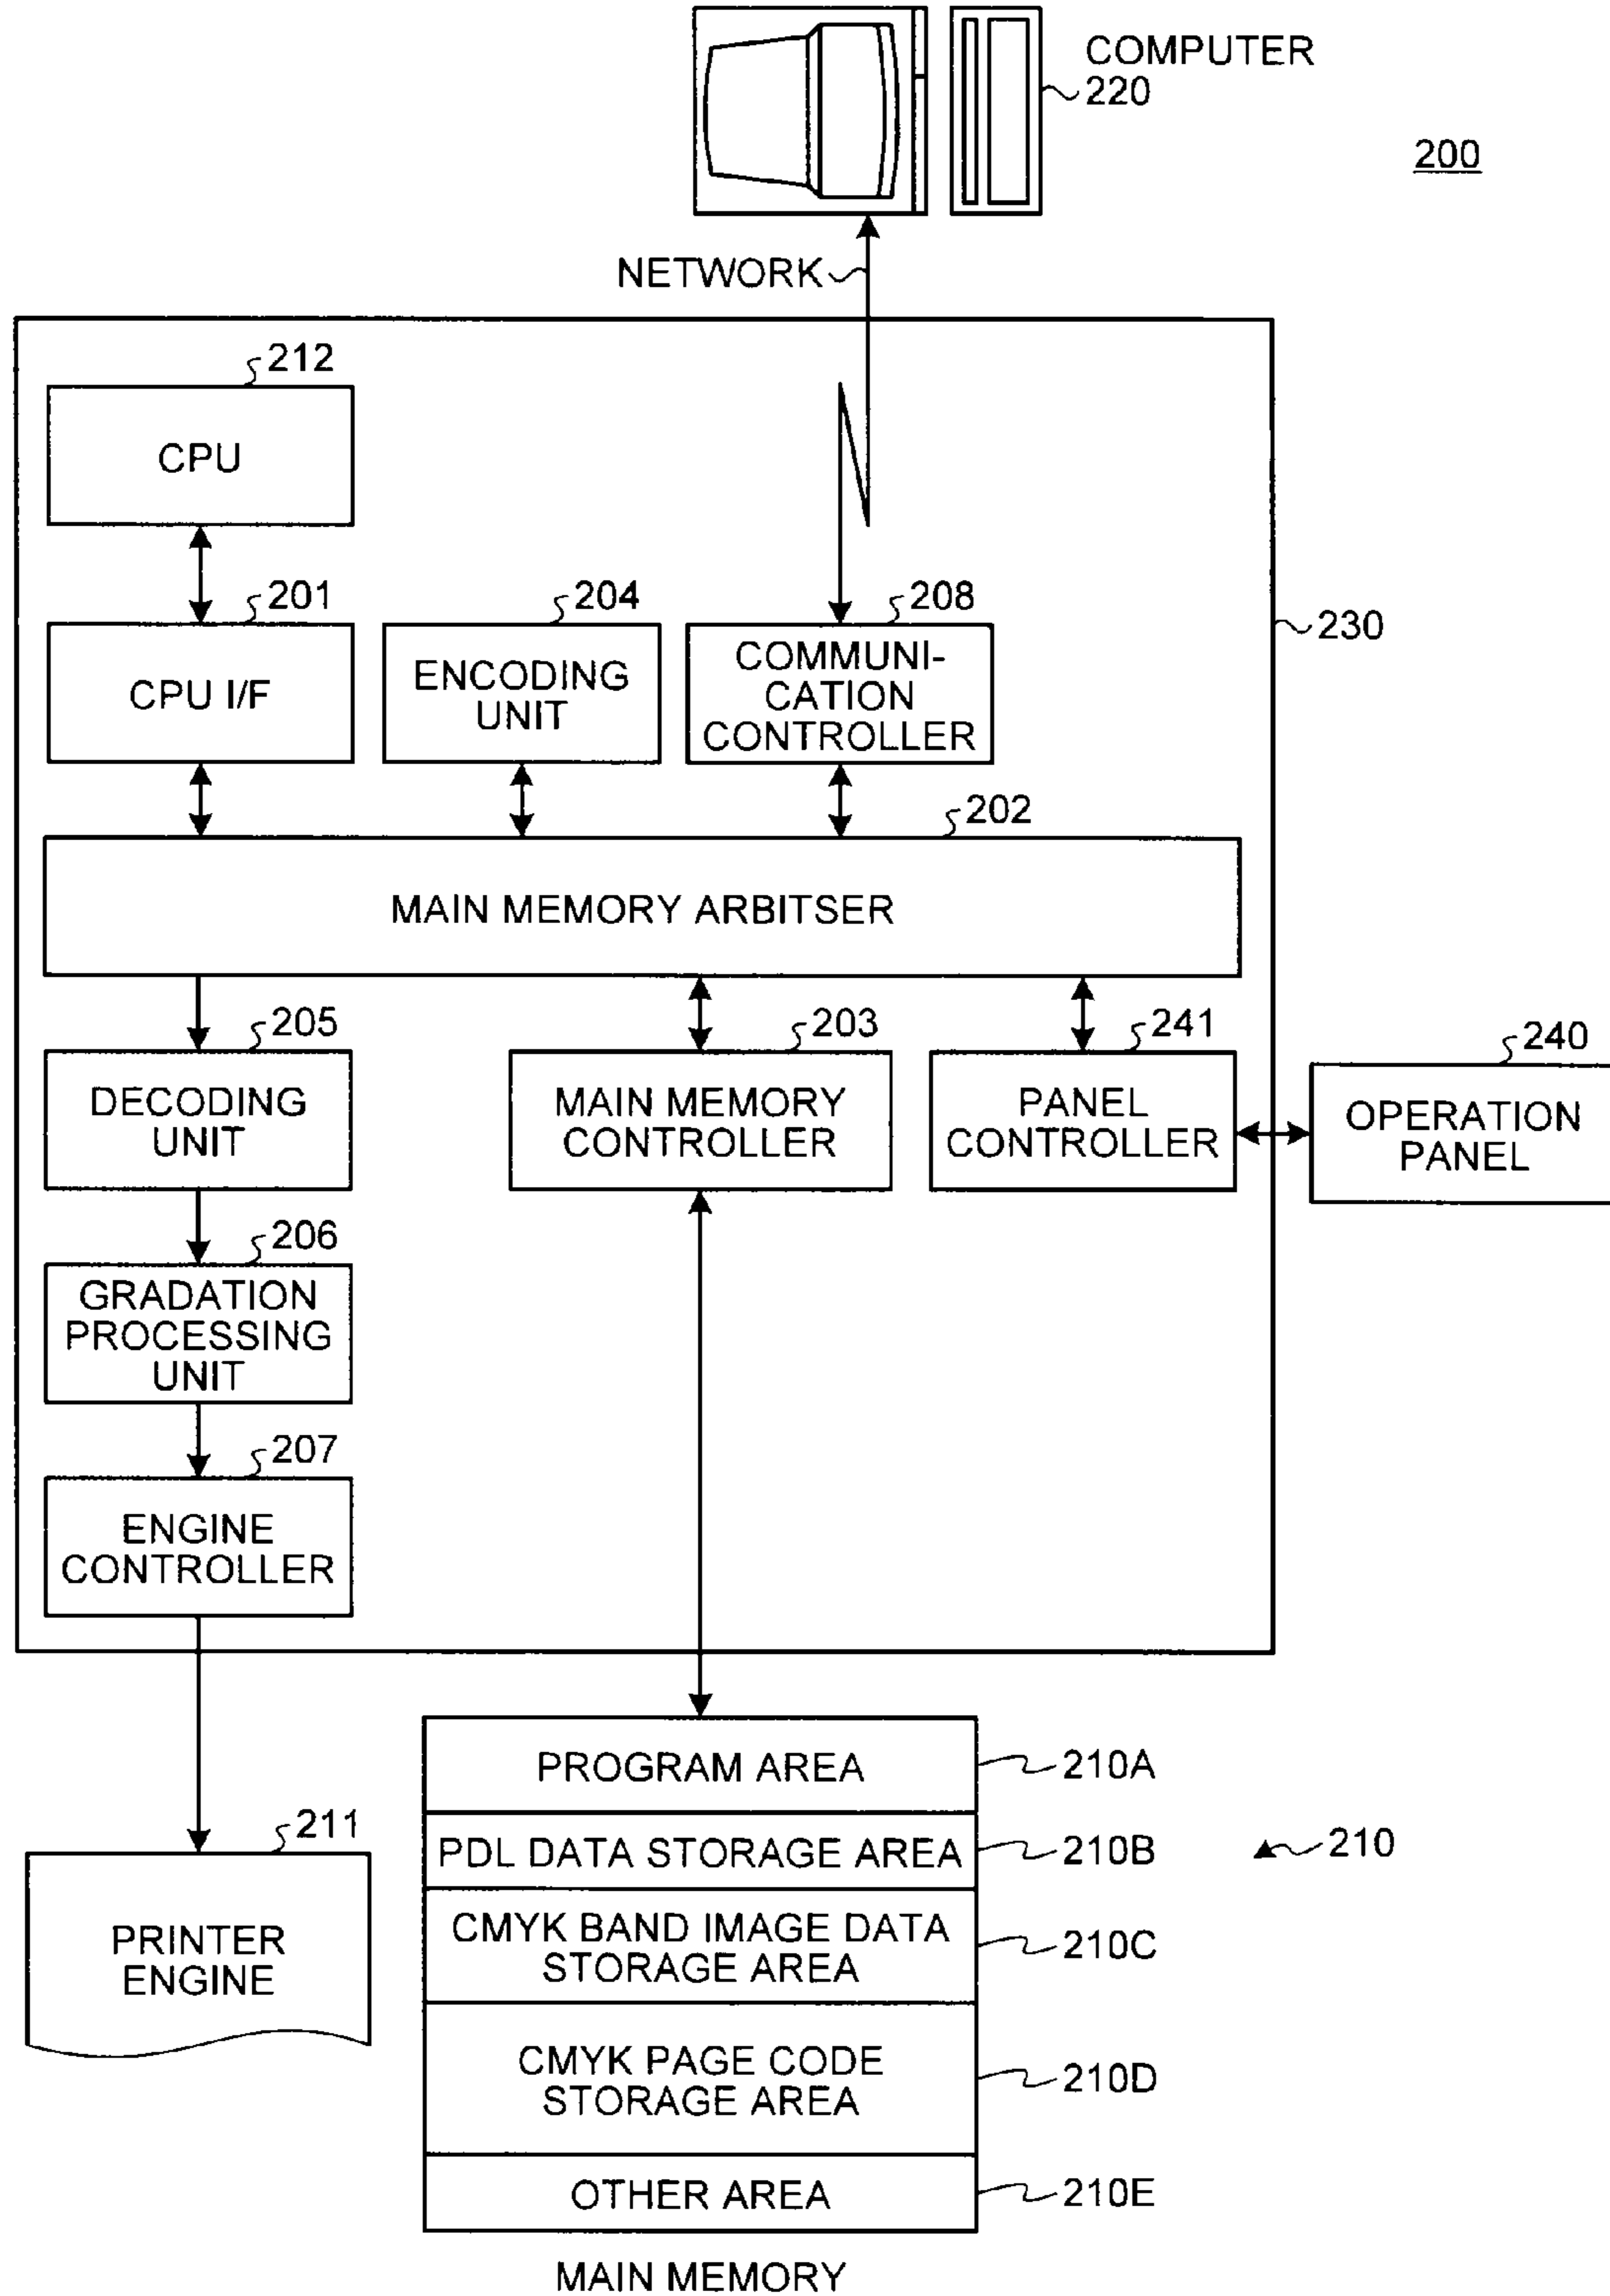 COMPUTER
220
200
NETWORK
212
CPU
201
204
208
CPU I/F
ENCODING
UNIT
COMMUNI-
CATION
CONTROLLER
230
202
MAIN MEMORY ARBITSER
205
203
241
240
DECODING
UNIT
MAIN MEMORY
CONTROLLER
PANEL
CONTROLLER
OPERATION
PANEL
206
GRADATION
PROCESSING
UNIT
207
ENGINE
CONTROLLER
211
PRINTER
ENGINE
PROGRAM AREA
210A
PDL DATA STORAGE AREA
210B
210
CMYK BAND IMAGE DATA
STORAGE AREA
210C
CMYK PAGE CODE
STORAGE AREA
210D
OTHER AREA
210E
MAIN MEMORY